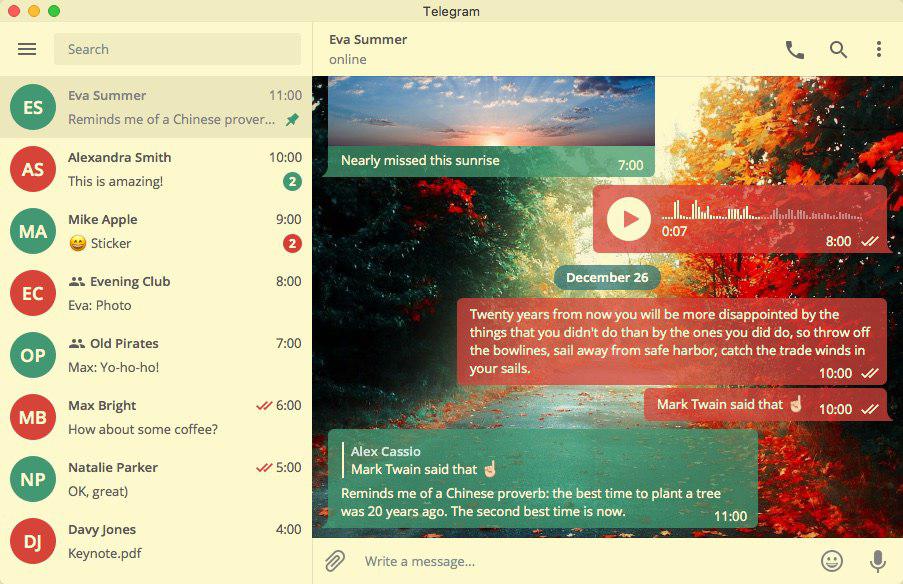 Telegram
Search
ES
Eva Summer
11:00
Reminds me of a Chinese prover...
AS
Alexandra Smith
10:00
This is amazing!
2
MA
Mike Apple
9:00
😄 Sticker
2
EC
Evening Club
8:00
Eva: Photo
OP
Old Pirates
7:00
Max: Yo-ho-ho!
MB
Max Bright
6:00
How about some coffee?
NP
Natalie Parker
5:00
OK, great)
DJ
Davy Jones
4:00
Keynote.pdf
Eva Summer
online
Nearly missed this sunrise
7:00
0:07
8:00
December 26
Twenty years from now you will be more disappointed by the
things that you didn't do than by the ones you did do, so throw off
the bowlines, sail away from safe harbor, catch the trade winds in
your sails.
10:00
Mark Twain said that ☝🏻
10:00
Alex Cassio
Mark Twain said that ☝🏻
Reminds me of a Chinese proverb: the best time to plant a tree
was 20 years ago. The second best time is now.
11:00
Write a message...